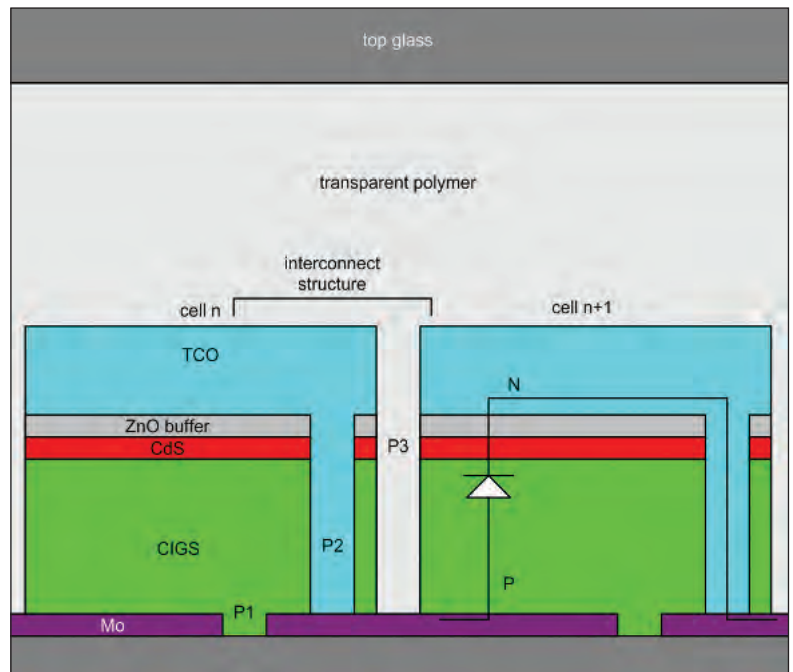 top glass
transparent polymer
interconnect
structure
cell n
cell n+1
TCO
N
ZnO buffer
CdS
P3
CIGS
P2
P
P1
Mo